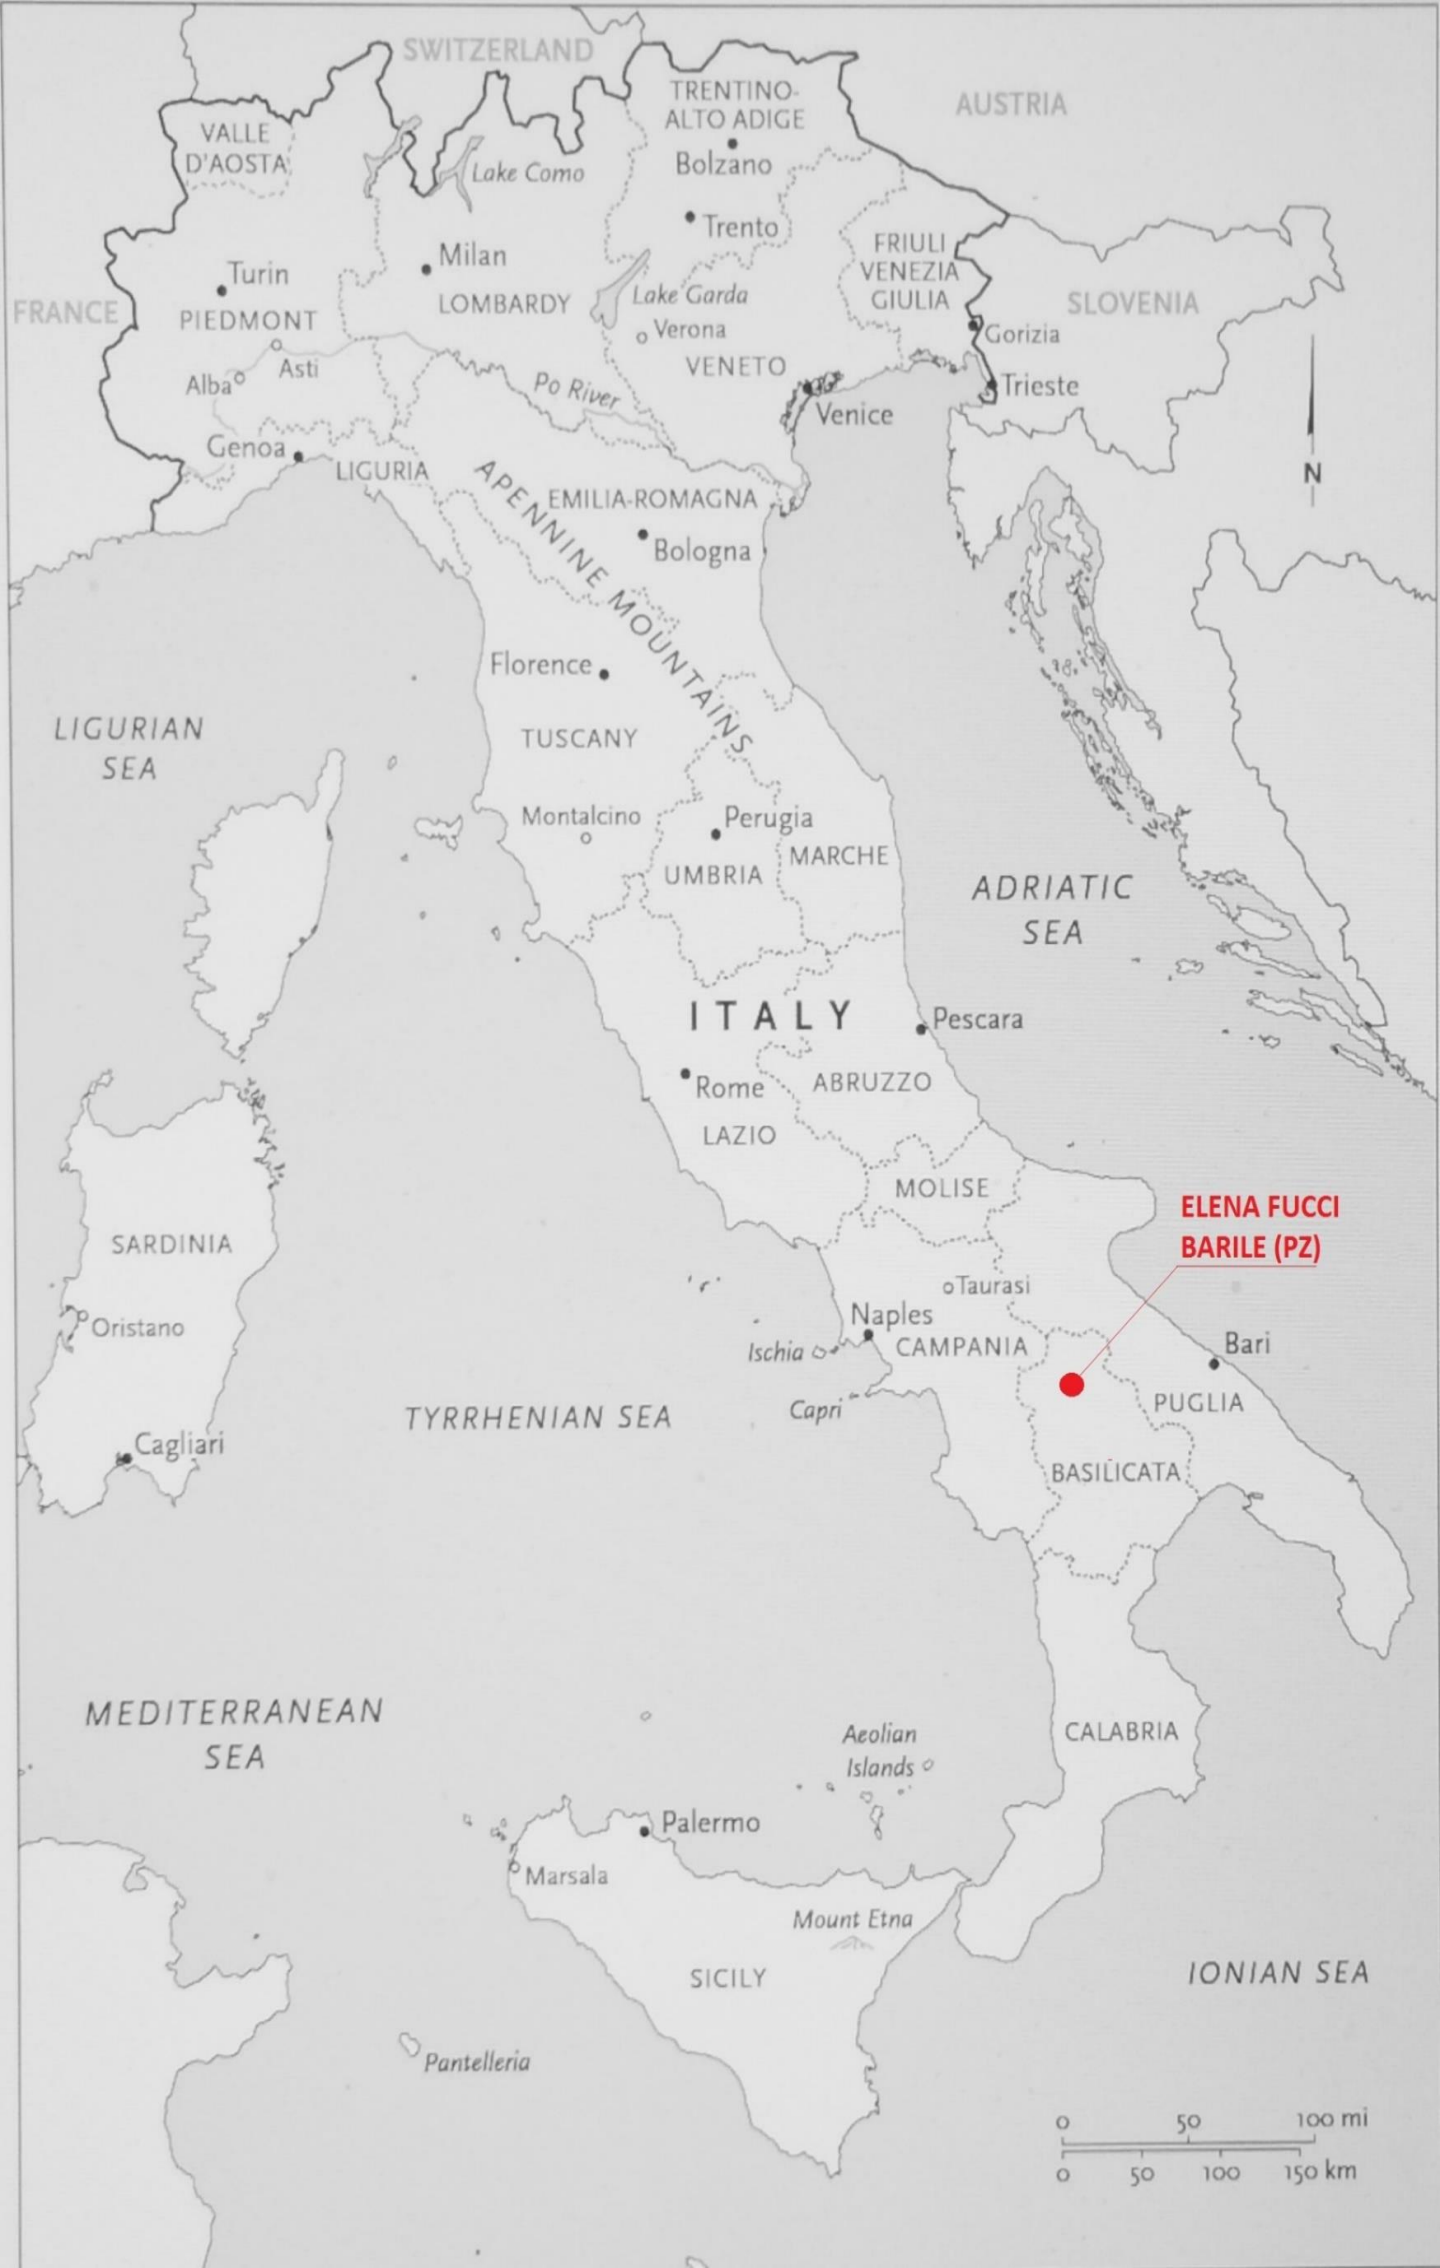 SWITZERLAND
AUSTRIA
TRENTINO-
ALTO ADIGE
Bolzano
VALLE
D'AOSTA
Lake Como
Trento
FRIULI
VENEZIA
GIULIA
Milan
LOMBARDY
Turin
PIEDMONT
Lake Garda
Verona
VENETO
FRANCE
SLOVENIA
Gorizia
Trieste
Asti
Alba
Po River
Venice
Genoa
LIGURIA
N
APENNINE MOUNTAINS
EMILIA-ROMAGNA
Bologna
Florence
TUSCANY
LIGURIAN
SEA
Montalcino
Perugia
UMBRIA
MARCHE
ADRIATIC
SEA
ITALY
Pescara
Rome
ABRUZZO
LAZIO
MOLISE
ELENA FUCCI
BARILE (PZ)
SARDINIA
Oristano
Taurasi
Naples
Ischia
CAMPANIA
Bari
Capri
PUGLIA
TYRRHENIAN SEA
Cagliari
BASILICATA
MEDITERRANEAN
SEA
CALABRIA
Aeolian
Islands
Palermo
Marsala
Mount Etna
SICILY
IONIAN SEA
Pantelleria
0 50 100 mi
0 50 100 150 km